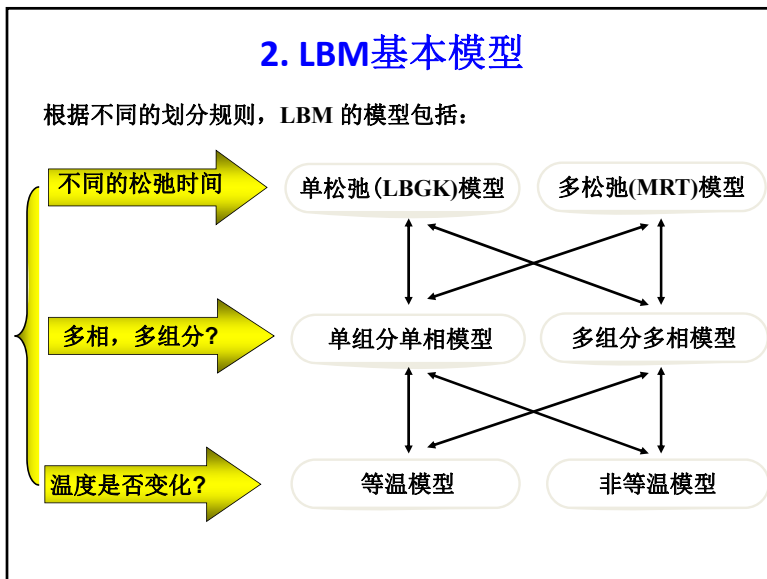 2. LBM基本模型
根据不同的划分规则，LBM 的模型包括：
不同的松弛时间
单松弛(LBGK)模型
多松弛(MRT)模型
多相，多组分?
单组分单相模型
多组分多相模型
温度是否变化?
等温模型
非等温模型